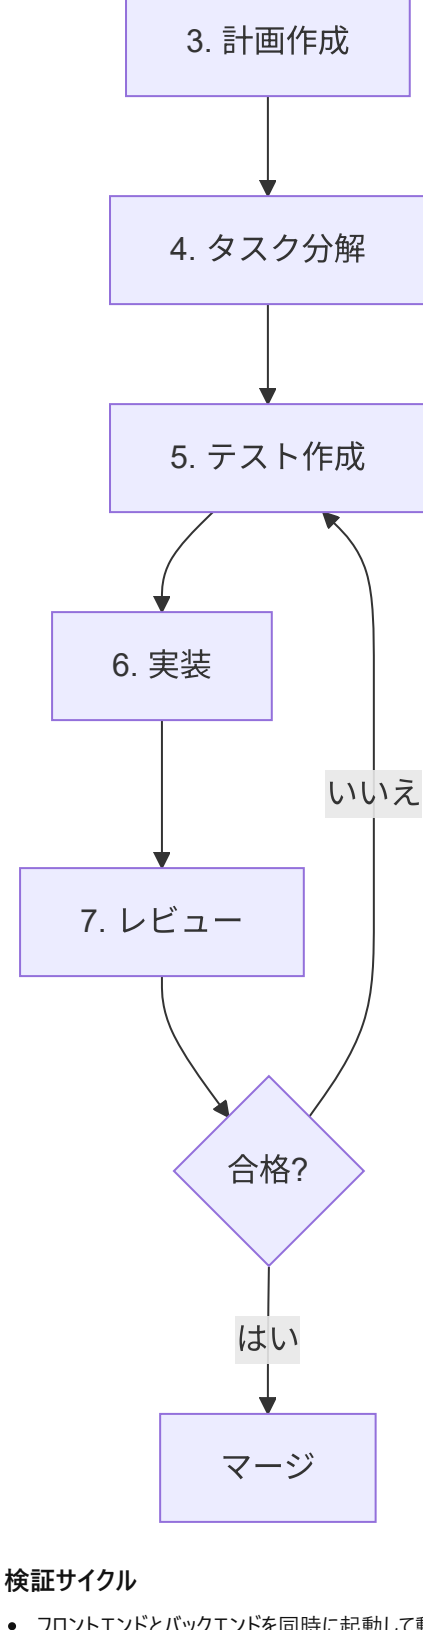 3. 計画作成
4. タスク分解
5. テスト作成
6. 実装
いいえ
7. レビュー
合格?
はい
マージ
検証サイクル
• フロントエンドとバックエンドを同時に起動して